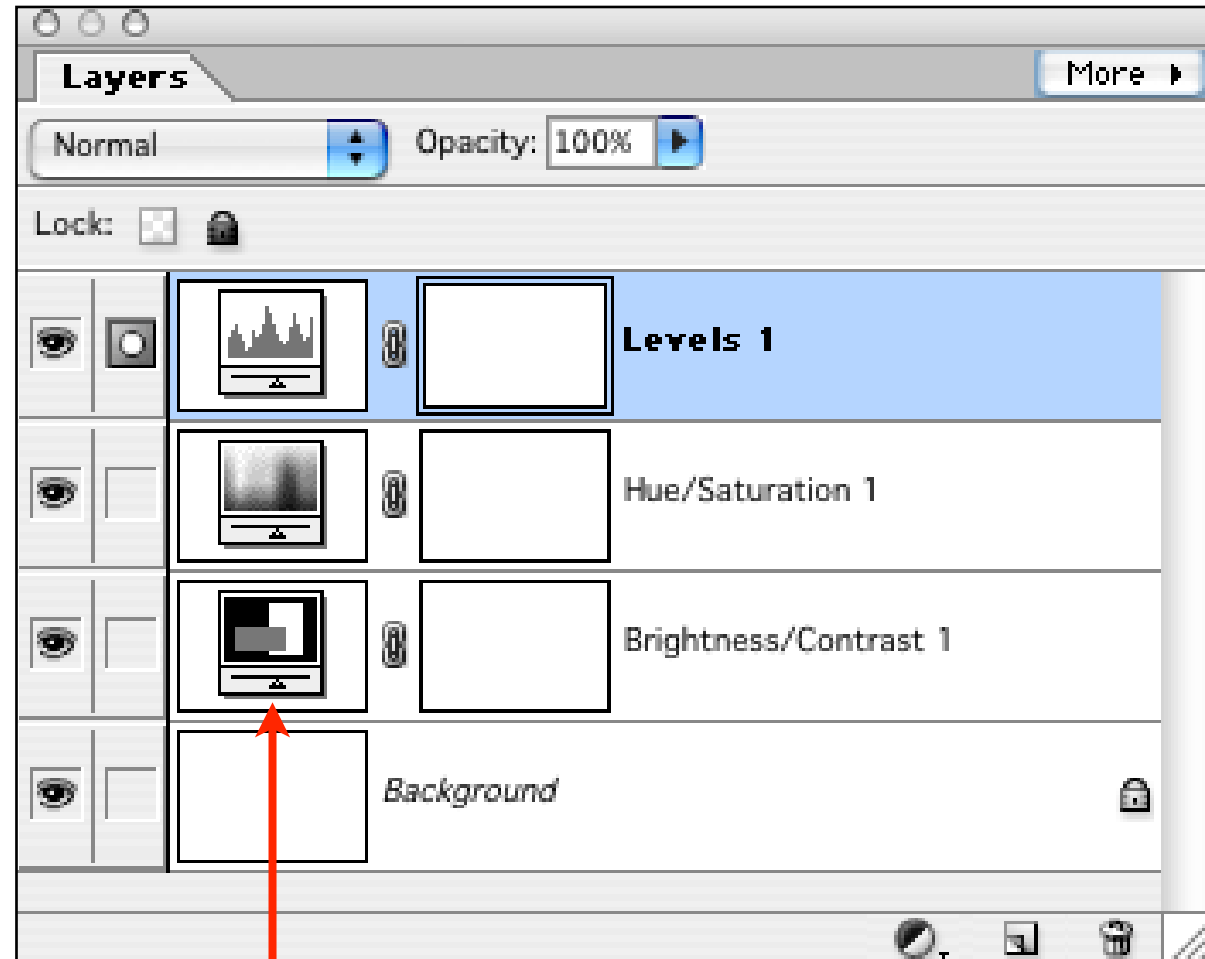 Layers
More
Normal
Opacity: 100%
Lock:
Levels 1
Hue/Saturation 1
Brightness/Contrast 1
Background